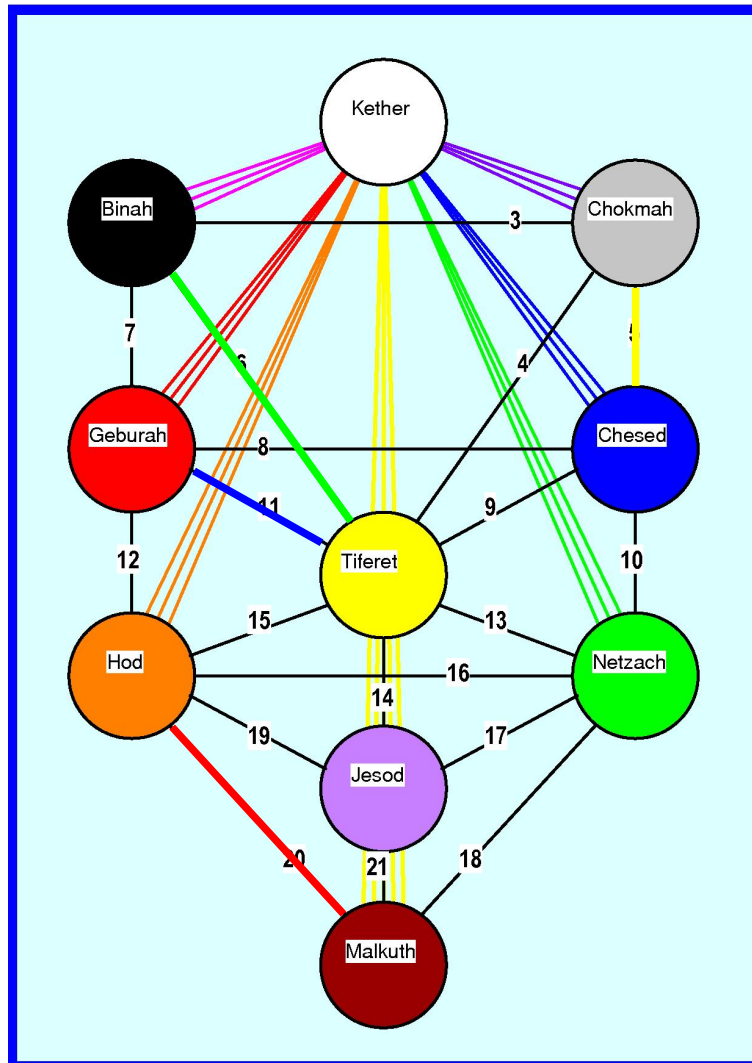 Kether
Binah
Chokmah
3
7
6
4
5
Geburah
8
Chesed
11
9
12
Tiferet
10
15
13
Hod
16
Netzach
14
19
17
Jesod
20
21
18
Malkuth